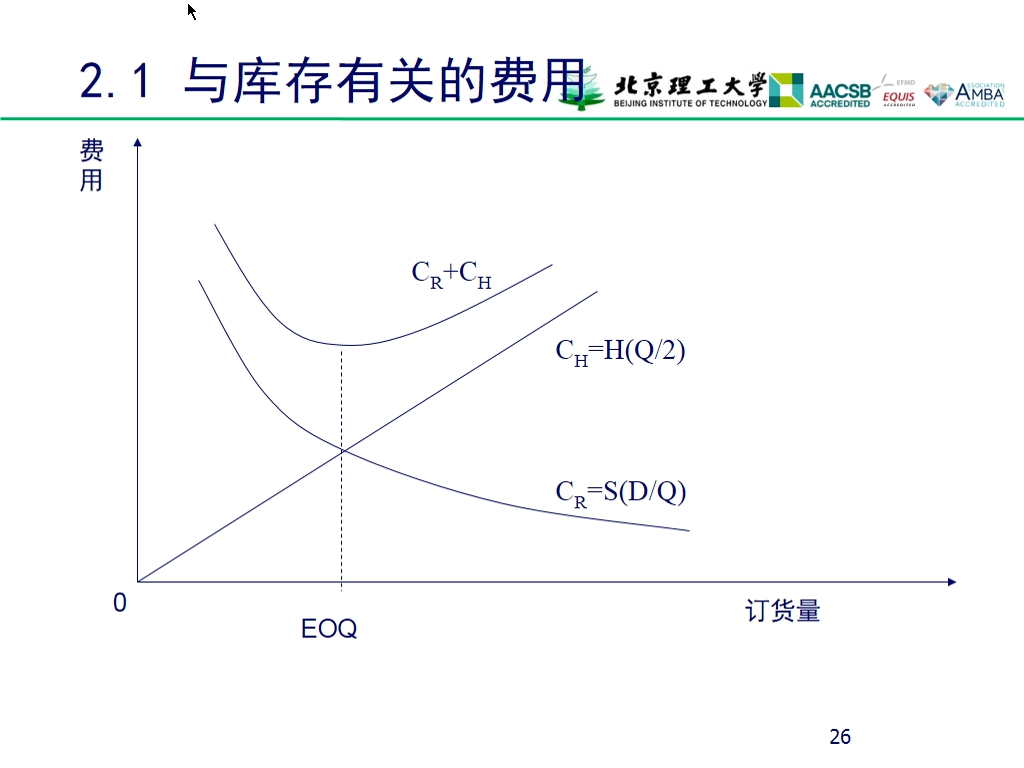 2.1 与库存有关的费用
北京理工大学
BEIJING INSTITUTE OF TECHNOLOGY
AACSB
ACCREDITED
EFMD
EQUIS
ACCREDITED
ASSOCIATION
AMBA
ACCREDITED
费
用
C_R+C_H
C_H=H(Q/2)
C_R=S(D/Q)
0
订货量
EOQ
26